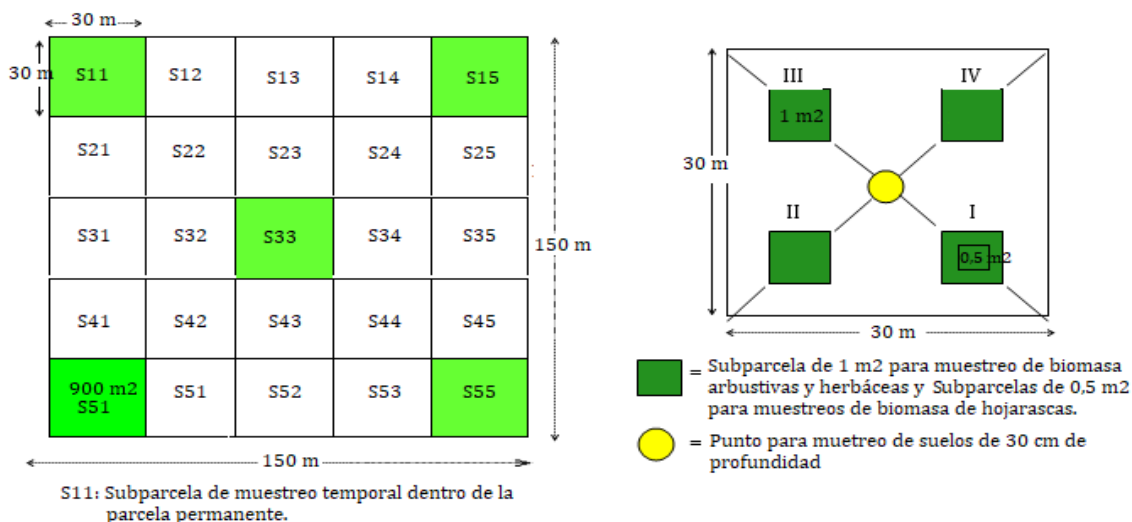 30 m
30 m
S11 S12 S13 S14 S15
S21 S22 S23 S24 S25
S31 S32 S33 S34 S35
150 m
S41 S42 S43 S44 S45
900 m2
S51 S51 S52 S53 S55
150 m
S11: Subparcela de muestreo temporal dentro de la
parcela permanente.
III IV
1 m2
30 m
II I
0,5 m2
30 m
= Subparcela de 1 m2 para muestreo de biomasa
arbustivas y herbáceas y Subparcelas de 0,5 m2
para muestreos de biomasa de hojarascas.
= Punto para muetreo de suelos de 30 cm de
profundidad